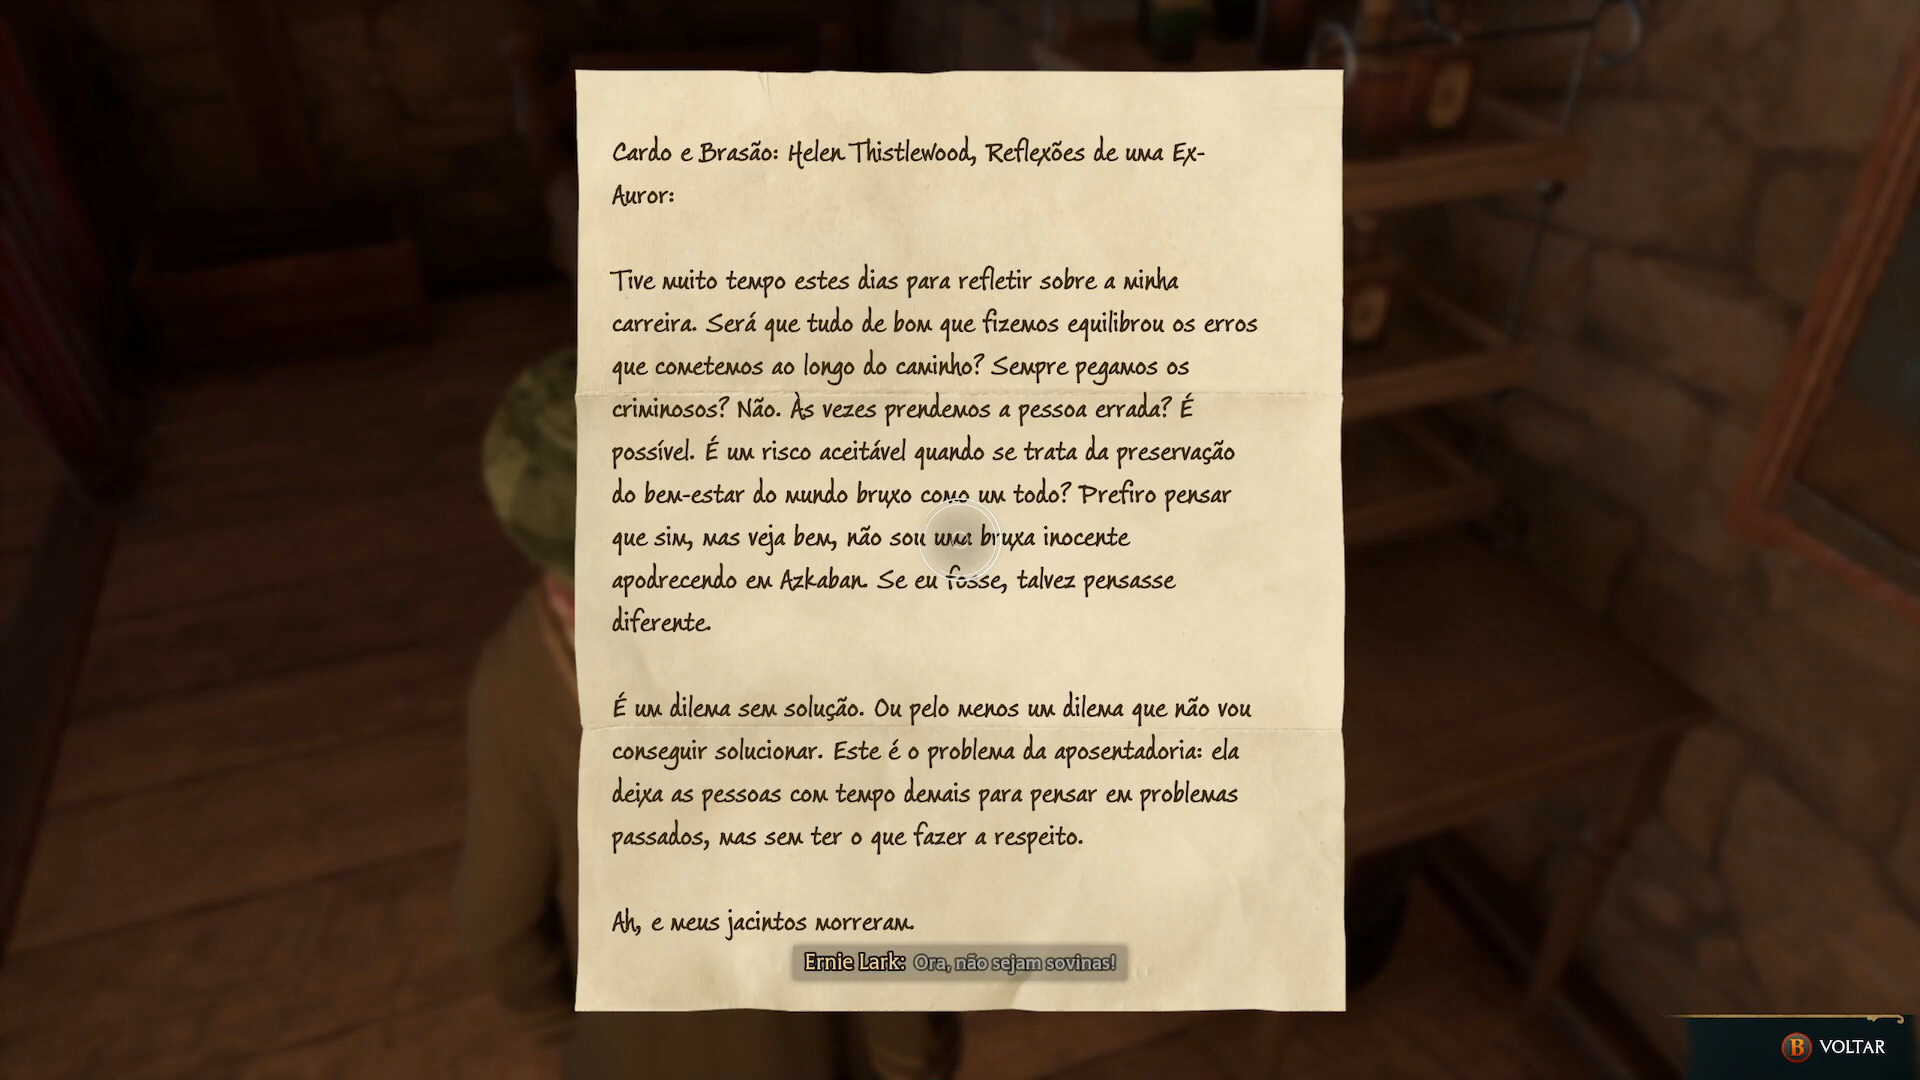 Cardo e Brasão: Helen Thistlewood, Reflexões de uma Ex-
Auror:
Tive muito tempo estes dias para refletir sobre a minha
carreira. Será que tudo de bom que fizemos equilibrou os erros
que cometemos ao longo do caminho? Sempre pegamos os
criminosos? Não. Às vezes prendemos a pessoa errada? É
possível. É um risco aceitável quando se trata da preservação
do bem-estar do mundo bruxo como um todo? Prefiro pensar
que sim, mas veja bem, não sou uma bruxa inocente
apodrecendo em Azkaban. Se eu fosse, talvez pensasse
diferente.
É um dilema sem solução. Ou pelo menos um dilema que não vou
conseguir solucionar. Este é o problema da aposentadoria: ela
deixa as pessoas com tempo demais para pensar em problemas
passados, mas sem ter o que fazer a respeito.
Ah, e meus jacintos morreram.
Ernie Lark: Ora, não sejam sovinas!
B VOLTAR